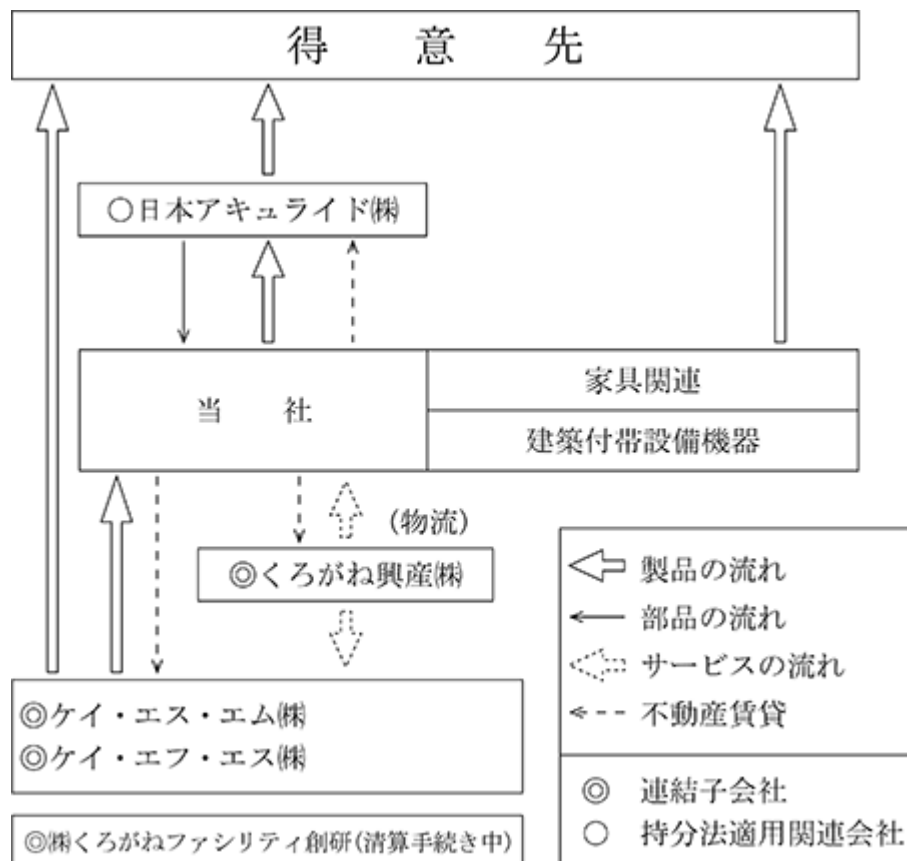 得 意 先
○日本アキュライド㈱
当 社
家具関連
建築付帯設備機器
(物流)
◎くろがね興産㈱
◎ケイ・エス・エム㈱
◎ケイ・エフ・エス㈱
◎㈱くろがねファシリティ創研(清算手続き中)
製品の流れ
部品の流れ
サービスの流れ
不動産賃貸
◎ 連結子会社
○ 持分法適用関連会社